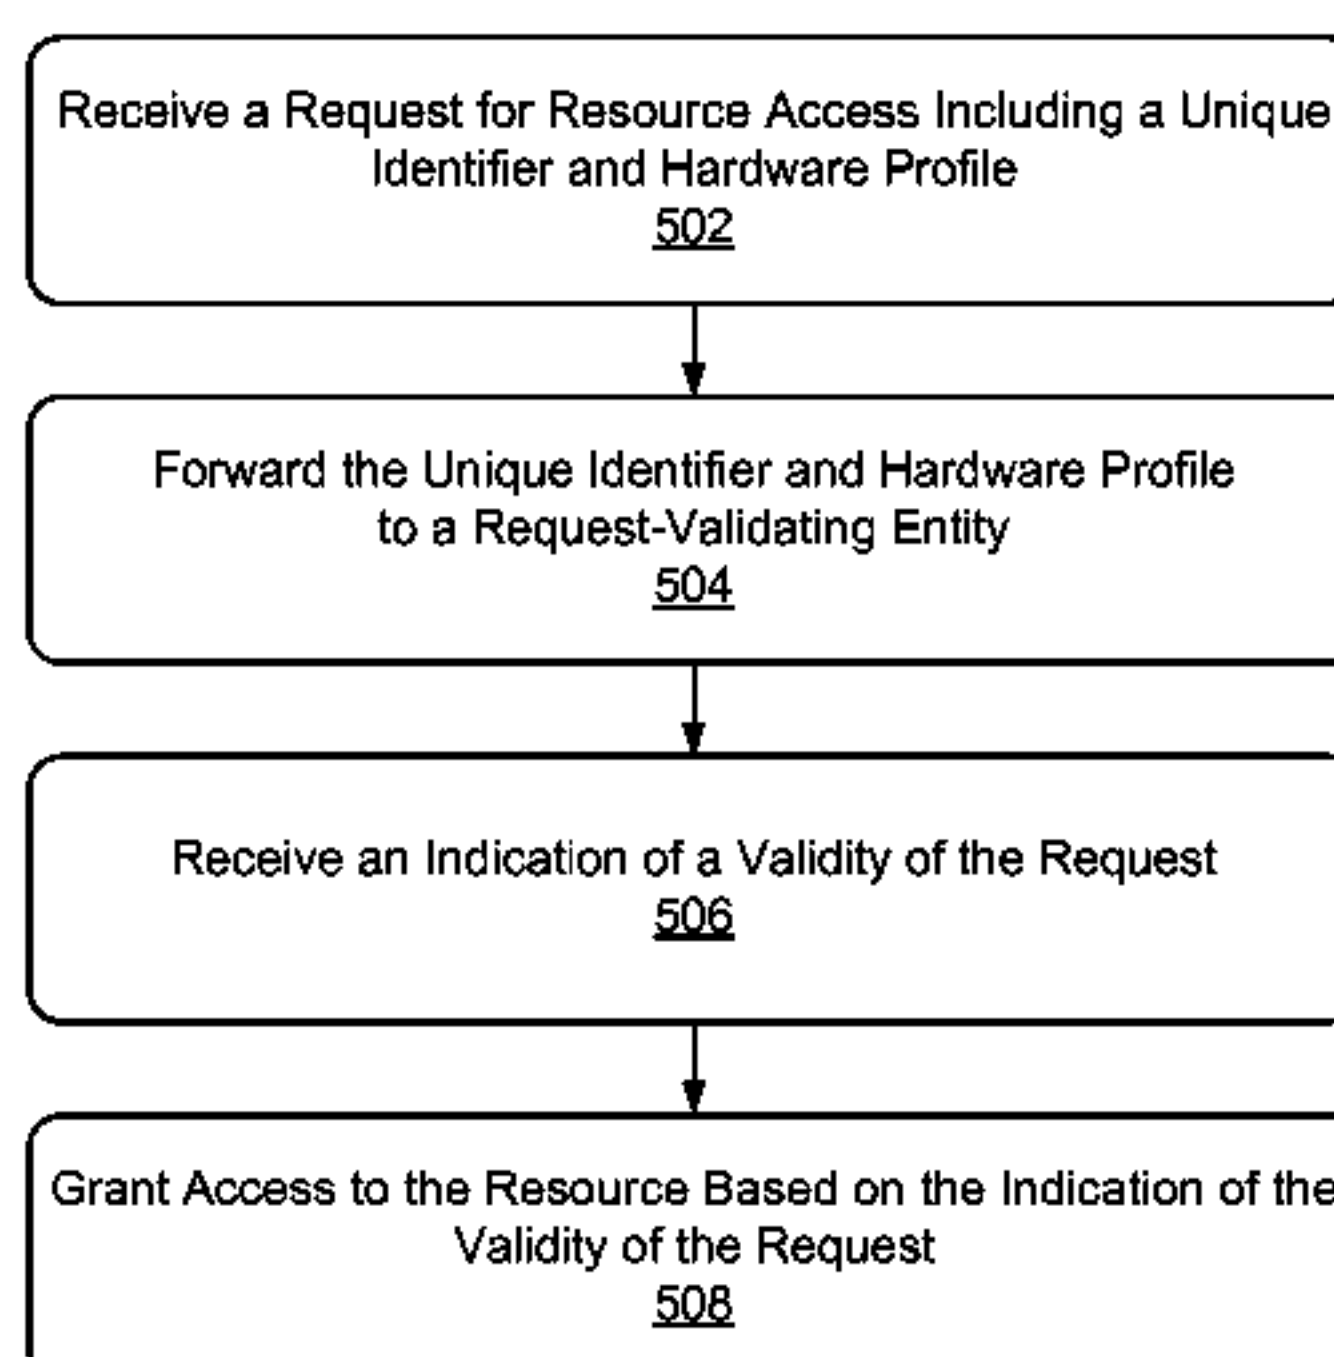 Receive a Request for Resource Access Including a Unique
Identifier and Hardware Profile
502
Forward the Unique Identifier and Hardware Profile
to a Request-Validating Entity
504
Receive an Indication of a Validity of the Request
506
Grant Access to the Resource Based on the Indication of the
Validity of the Request
508